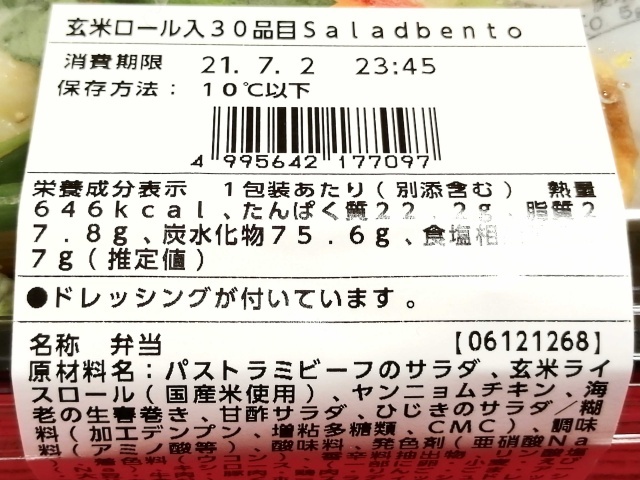 玄米ロール入30品目Saladbento
消費期限 21.7.2 23:45
保存方法：10℃以下
4 995642 177097
栄養成分表示 1包装あたり(別添含む) 熱量
646kcal、たんぱく質22.2g、脂質2
7.8g、炭水化物75.6g、食塩相
7g(推定値)
●ドレッシングが付いています。
名称 弁当 【06121268】
原材料名：パストラミビーフのサラダ、玄米ライ
スロール(国産米使用)、ヤンニョムチキン、海
老の生春巻き、甘酢サラダ、ひじきのサラダ/糊
料(加工デンプン、増粘多糖類、CMC)、調味
料(アミノ酸等)、酸味料、発色剤(亜硝酸Na